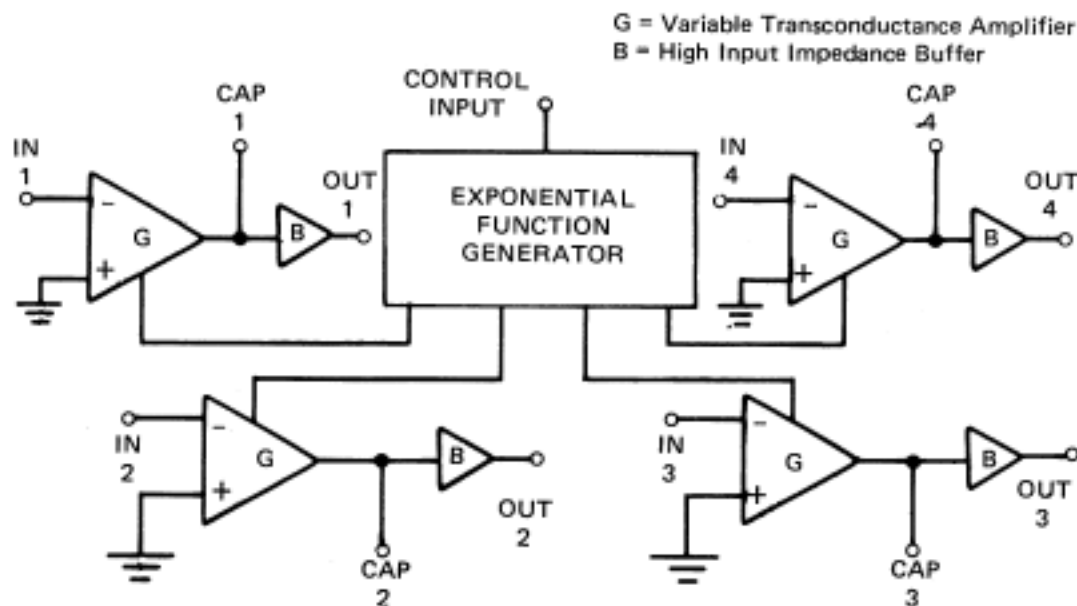 G = Variable Transconductance Amplifier
B = High Input Impedance Buffer
CONTROL
INPUT
CAP
1
IN
1
−
G
+
B
OUT
1
EXPONENTIAL
FUNCTION
GENERATOR
CAP
4
IN
4
−
G
+
B
OUT
4
IN
2
−
G
+
B
OUT
2
CAP
2
IN
3
−
G
+
B
OUT
3
CAP
3